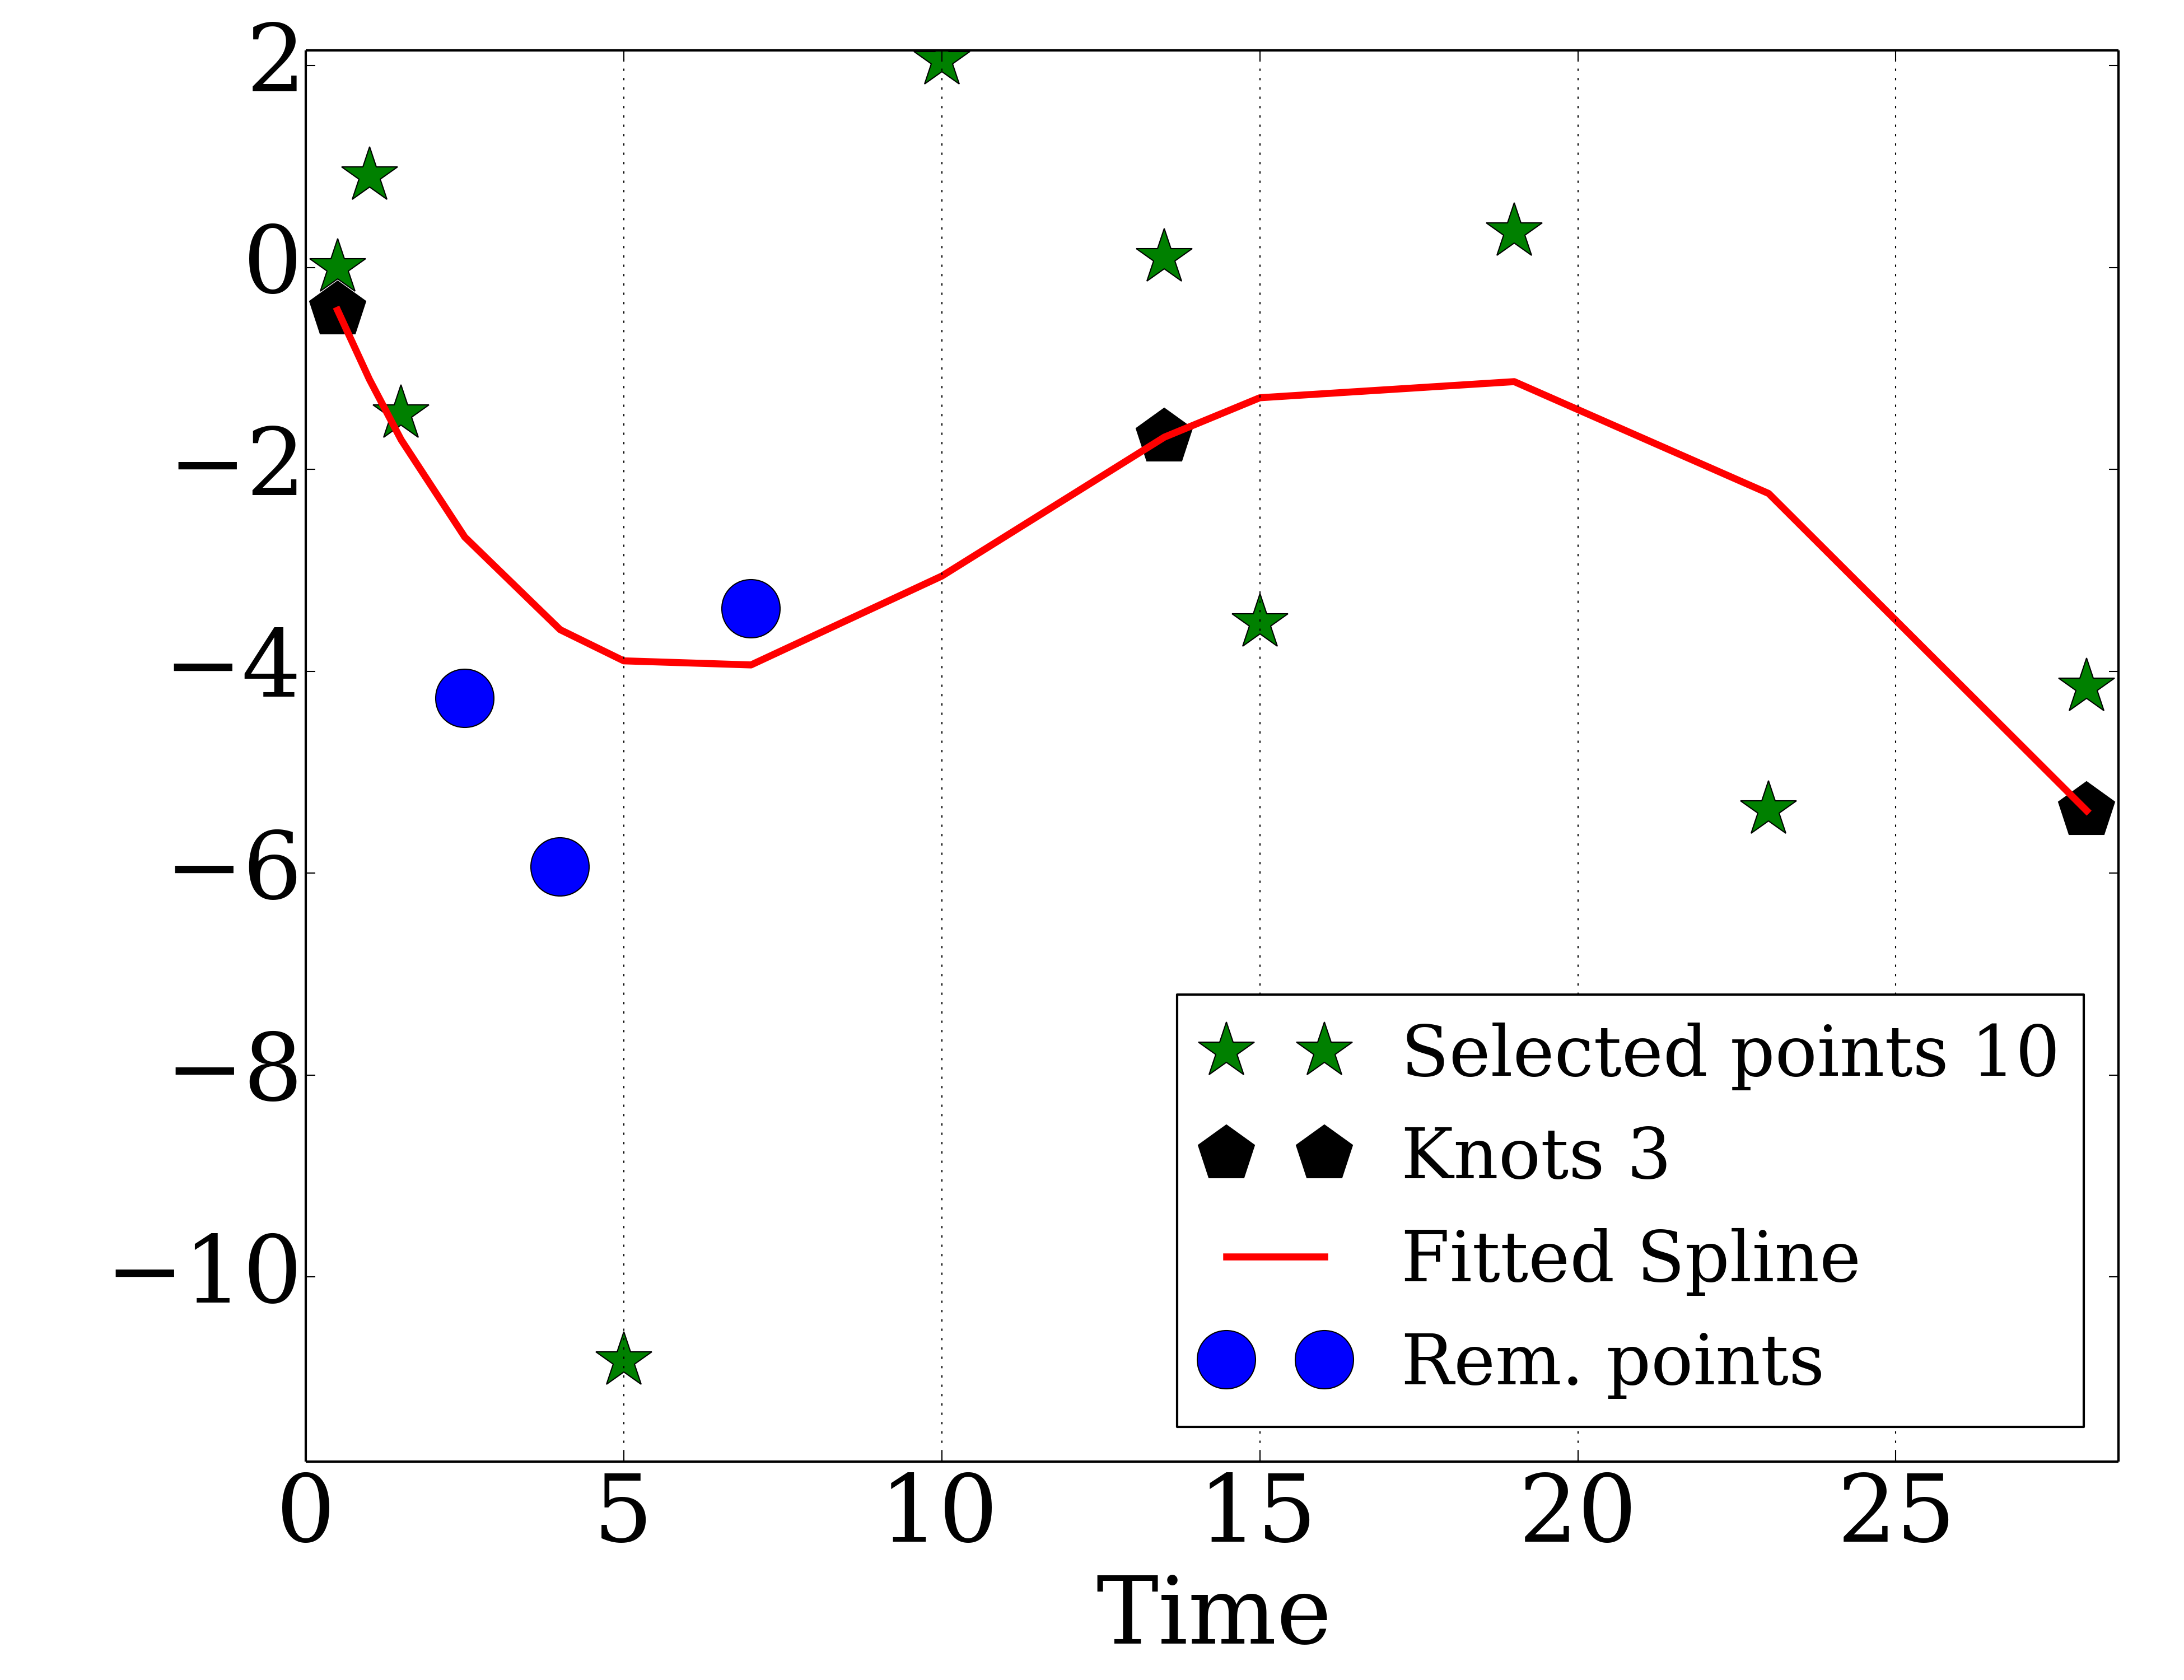 2
0
−2
−4
−6
−8
−10
Selected points 10
Knots 3
Fitted Spline
Rem. points
0 5 10 15 20 25
Time